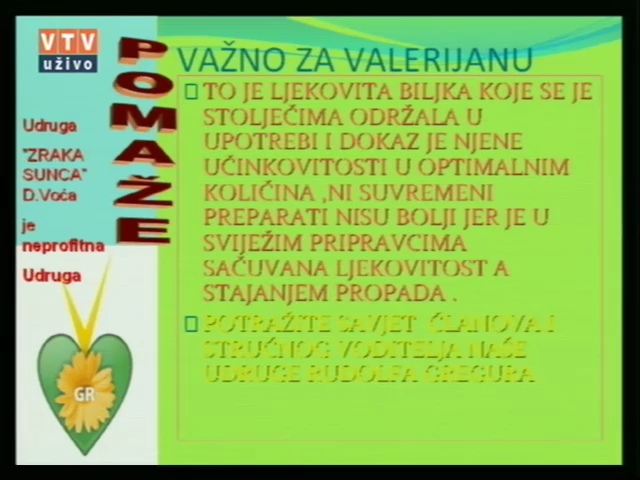 VTV
uživo
POMAŽE
Udruga
"ZRAKA
SUNCA"
D.Voća
je
neprofitna
Udruga
GR
VAŽNO ZA VALERIJANU
TO JE LJEKOVITA BILJKA KOJE SE JE
STOLJEĆIMA ODRŽALA U
UPOTREBI I DOKAZ JE NJENE
UČINKOVITOSTI U OPTIMALNIM
KOLIČINA ,NI SUVREMENI
PREPARATI NISU BOLJI JER JE U
SVIJEŽIM PRIPRAVCIMA
SAČUVANA LJEKOVITOST A
STAJANJEM PROPADA .
POTRAŽITE SAVJET ĆLANOVA I
STRUĆNOG VODITELJA NAŠE
UDRUGE RUDOLFA GREGURA